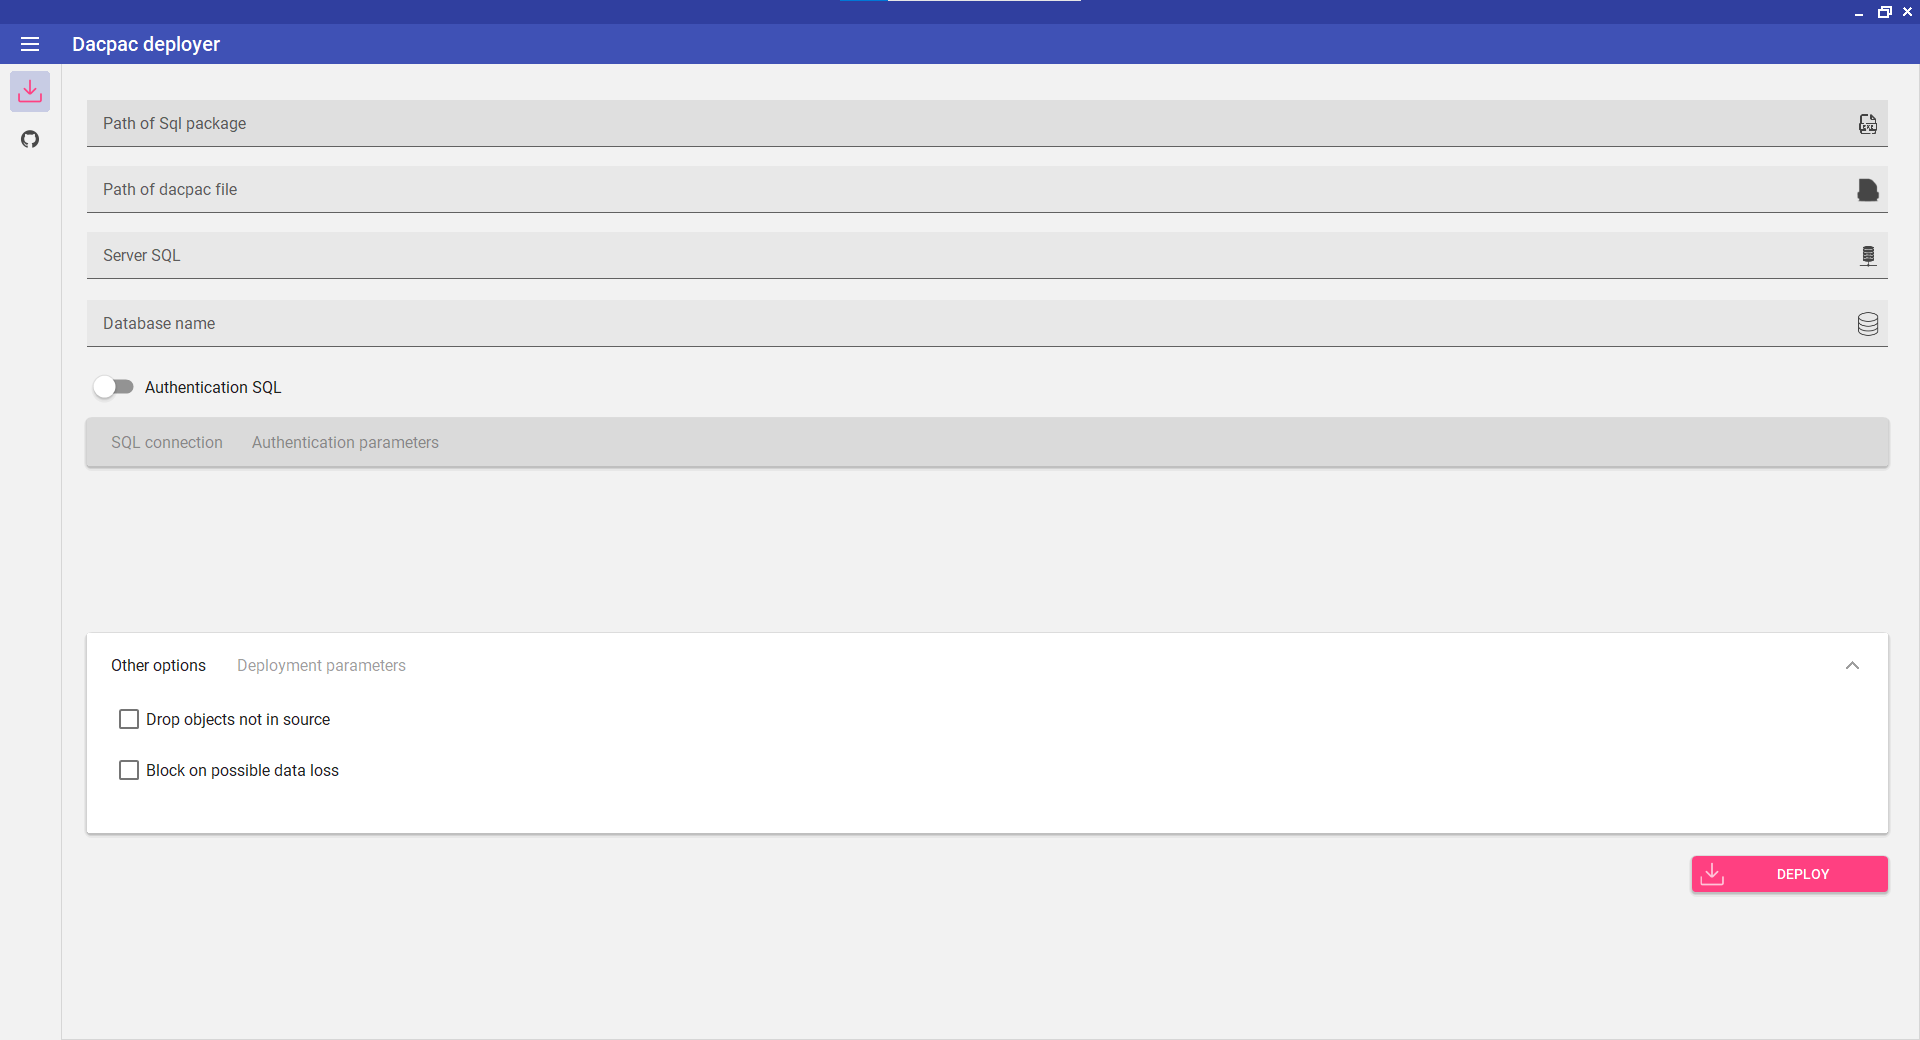 Dacpac deployer
Path of Sql package
Path of dacpac file
Server SQL
Database name
Authentication SQL
SQL connection Authentication parameters
Other options Deployment parameters
Drop objects not in source
Block on possible data loss
DEPLOY